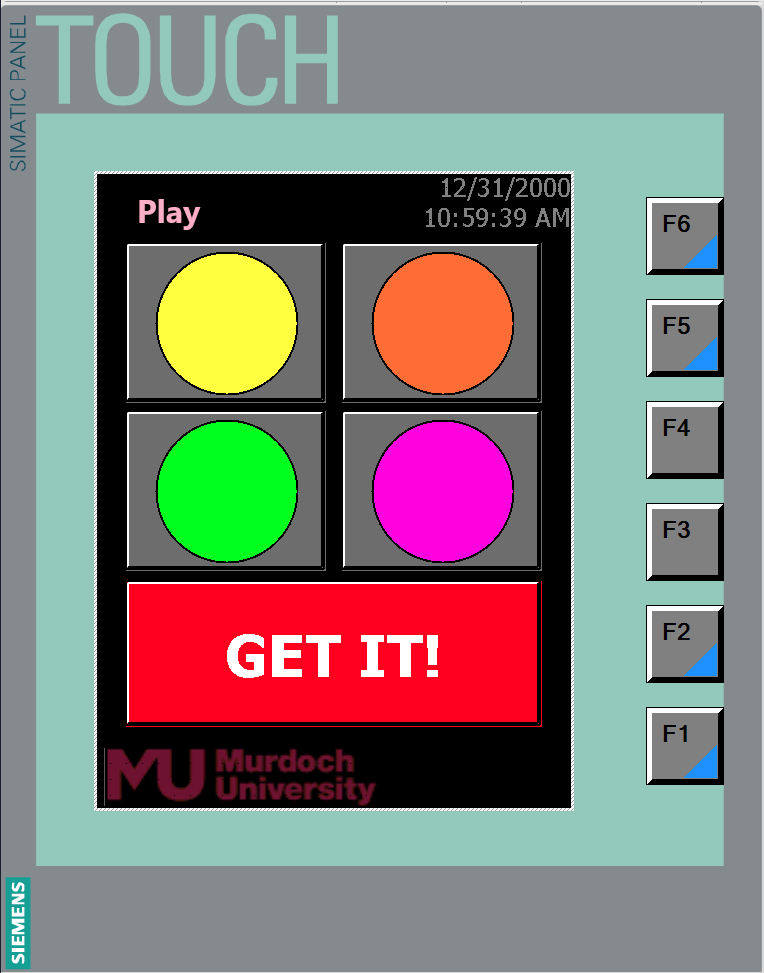 SIMATIC PANEL
TOUCH
12/31/2000
Play
10:59:39 AM
F6
F5
F4
F3
GET IT!
F2
F1
MU Murdoch
University
SIEMENS